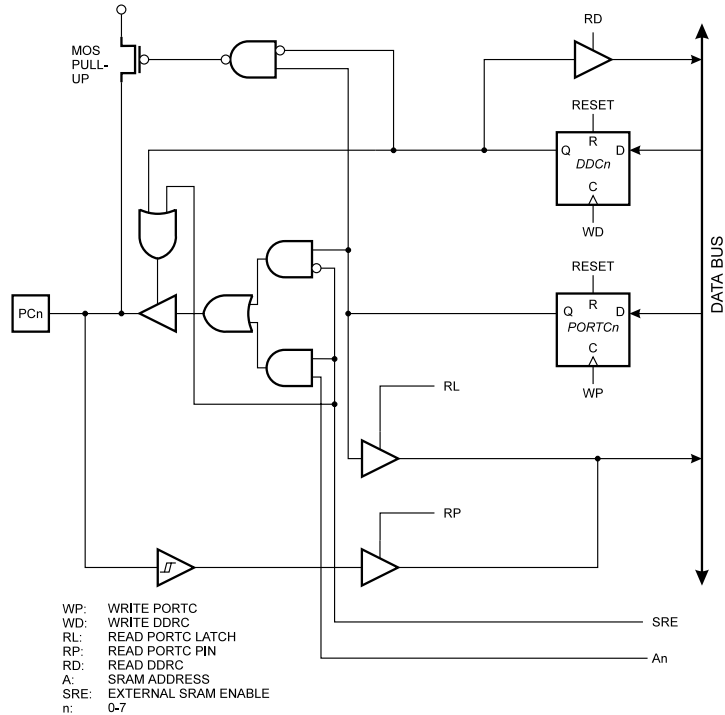 RD
MOS
PULL-
UP
RESET
R
Q
D
DDCn
C
WD
RESET
R
Q
D
PORTCn
C
WP
PCn
DATA BUS
RL
RP
SRE
An
WP: WRITE PORTC
WD: WRITE DDRC
RL: READ PORTC LATCH
RP: READ PORTC PIN
RD: READ DDRC
A: SRAM ADDRESS
SRE: EXTERNAL SRAM ENABLE
n: 0-7